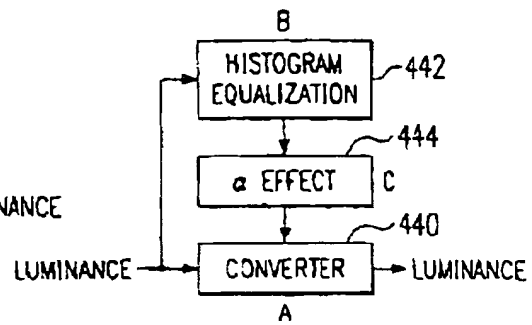 B
HISTOGRAM
EQUALIZATION
442
444
α EFFECT
C
NANCE
440
LUMINANCE
CONVERTER
LUMINANCE
A